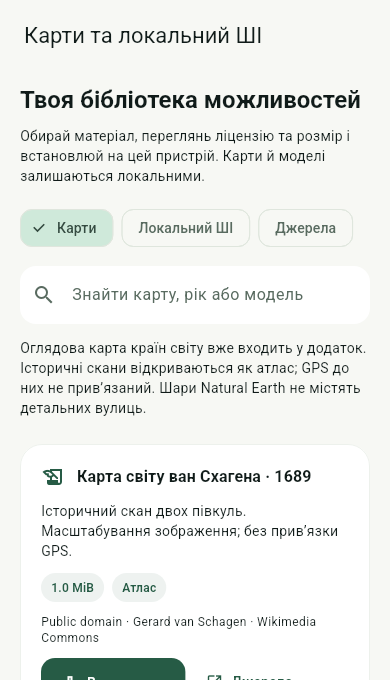 Карти та локальний ШІ
Твоя бібліотека можливостей
Обирай матеріал, переглянь ліцензію та розмір і
встановлюй на цей пристрій. Карти й моделі
залишаються локальними.
Карти
Локальний ШІ
Джерела
Знайти карту, рік або модель
Оглядова карта країн світу вже входить у додаток.
Історичні скани відкриваються як атлас; GPS до
них не прив’язаний. Шари Natural Earth не містять
детальних вулиць.
Карта світу ван Схагена · 1689
Історичний скан двох півкуль.
Масштабування зображення; без прив’язки
GPS.
1.0 MiB
Атлас
Public domain · Gerard van Schagen · Wikimedia
Commons